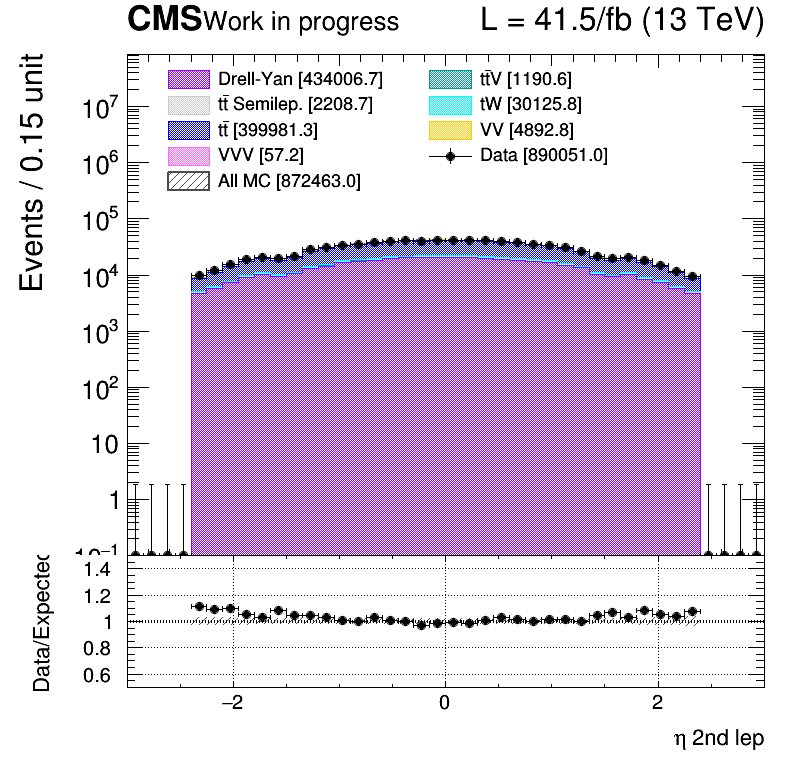 CMS Work in progress L = 41.5/fb (13 TeV)
Drell-Yan [434006.7] tt̄V [1190.6]
tt̄ Semilep. [2208.7] tW [30125.8]
tt̄ [399981.3] VV [4892.8]
VVV [57.2] Data [890051.0]
All MC [872463.0]
Events / 0.15 unit
10⁷
10⁶
10⁵
10⁴
10³
10²
10
1
10⁻¹
Data/Expected
1.4
1.2
1
0.8
0.6
−2 0 2
η 2nd lep